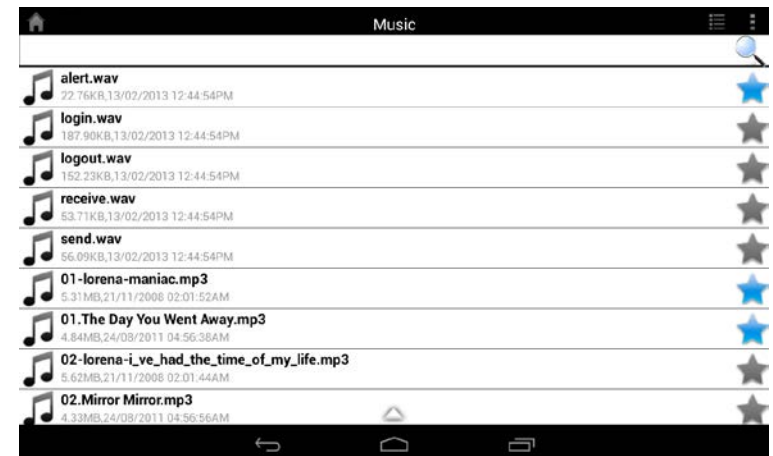 Music
alert.wav
22.76KB,13/02/2013 12:44:54PM
login.wav
187.90KB,13/02/2013 12:44:54PM
logout.wav
152.23KB,13/02/2013 12:44:54PM
receive.wav
53.71KB,13/02/2013 12:44:54PM
send.wav
56.09KB,13/02/2013 12:44:54PM
01-lorena-maniac.mp3
5.31MB,21/11/2008 02:01:52AM
01.The Day You Went Away.mp3
4.84MB,24/08/2011 04:56:38AM
02-lorena-i_ve_had_the_time_of_my_life.mp3
5.62MB,21/11/2008 02:01:44AM
02.Mirror Mirror.mp3
4.33MB,24/08/2011 04:56:56AM